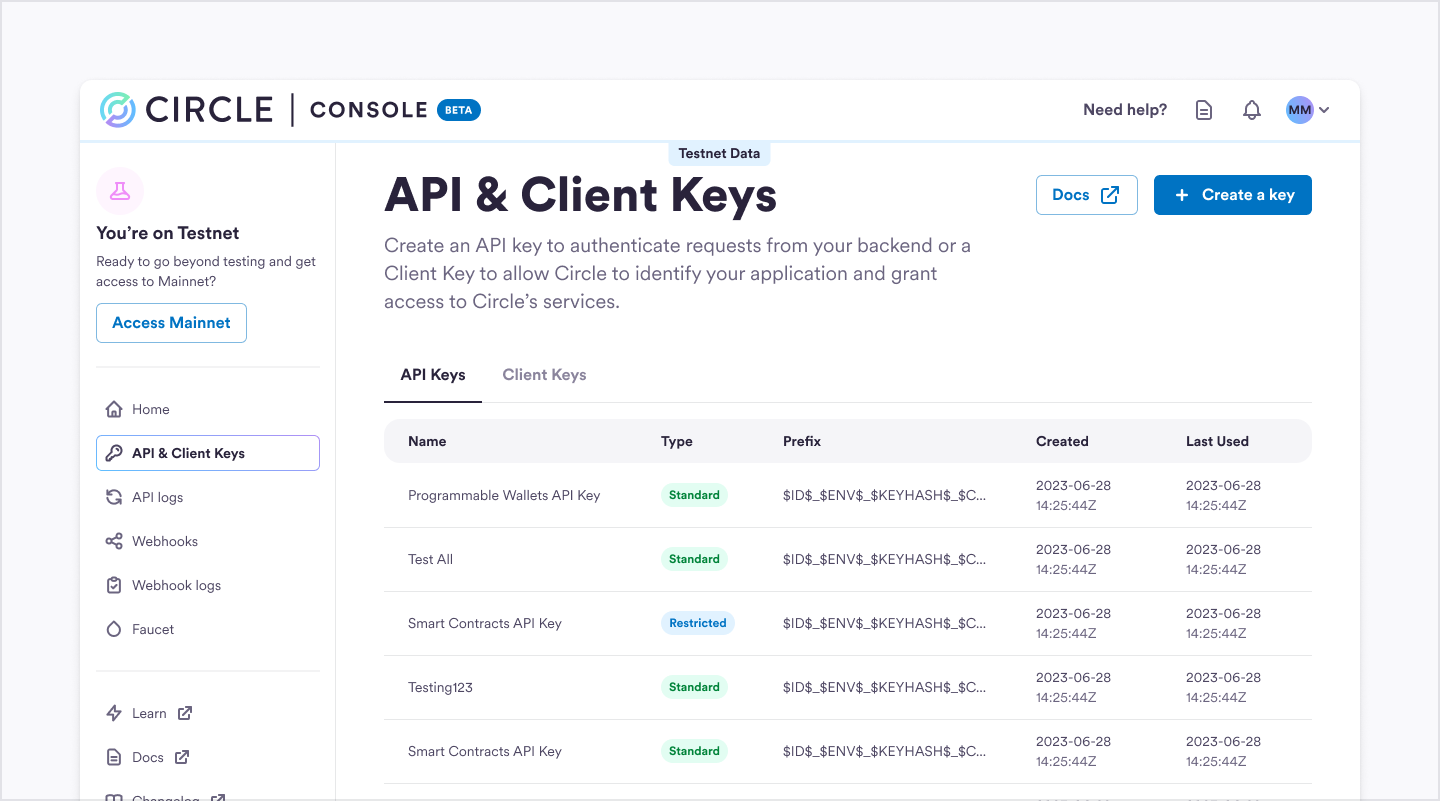 CIRCLE | CONSOLE BETA
Need help?
MM
Testnet Data
You’re on Testnet
Ready to go beyond testing and get
access to Mainnet?
Access Mainnet
Home
API & Client Keys
API logs
Webhooks
Webhook logs
Faucet
Learn
Docs
Changelog
API & Client Keys
Docs
+ Create a key
Create an API key to authenticate requests from your backend or a
Client Key to allow Circle to identify your application and grant
access to Circle’s services.
API Keys Client Keys
Name Type Prefix Created Last Used
Programmable Wallets API Key Standard $ID$_$ENV$_$KEYHASH$_$C... 2023-06-28 2023-06-28
14:25:44Z 14:25:44Z
Test All Standard $ID$_$ENV$_$KEYHASH$_$C... 2023-06-28 2023-06-28
14:25:44Z 14:25:44Z
Smart Contracts API Key Restricted $ID$_$ENV$_$KEYHASH$_$C... 2023-06-28 2023-06-28
14:25:44Z 14:25:44Z
Testing123 Standard $ID$_$ENV$_$KEYHASH$_$C... 2023-06-28 2023-06-28
14:25:44Z 14:25:44Z
Smart Contracts API Key Standard $ID$_$ENV$_$KEYHASH$_$C... 2023-06-28 2023-06-28
14:25:44Z 14:25:44Z